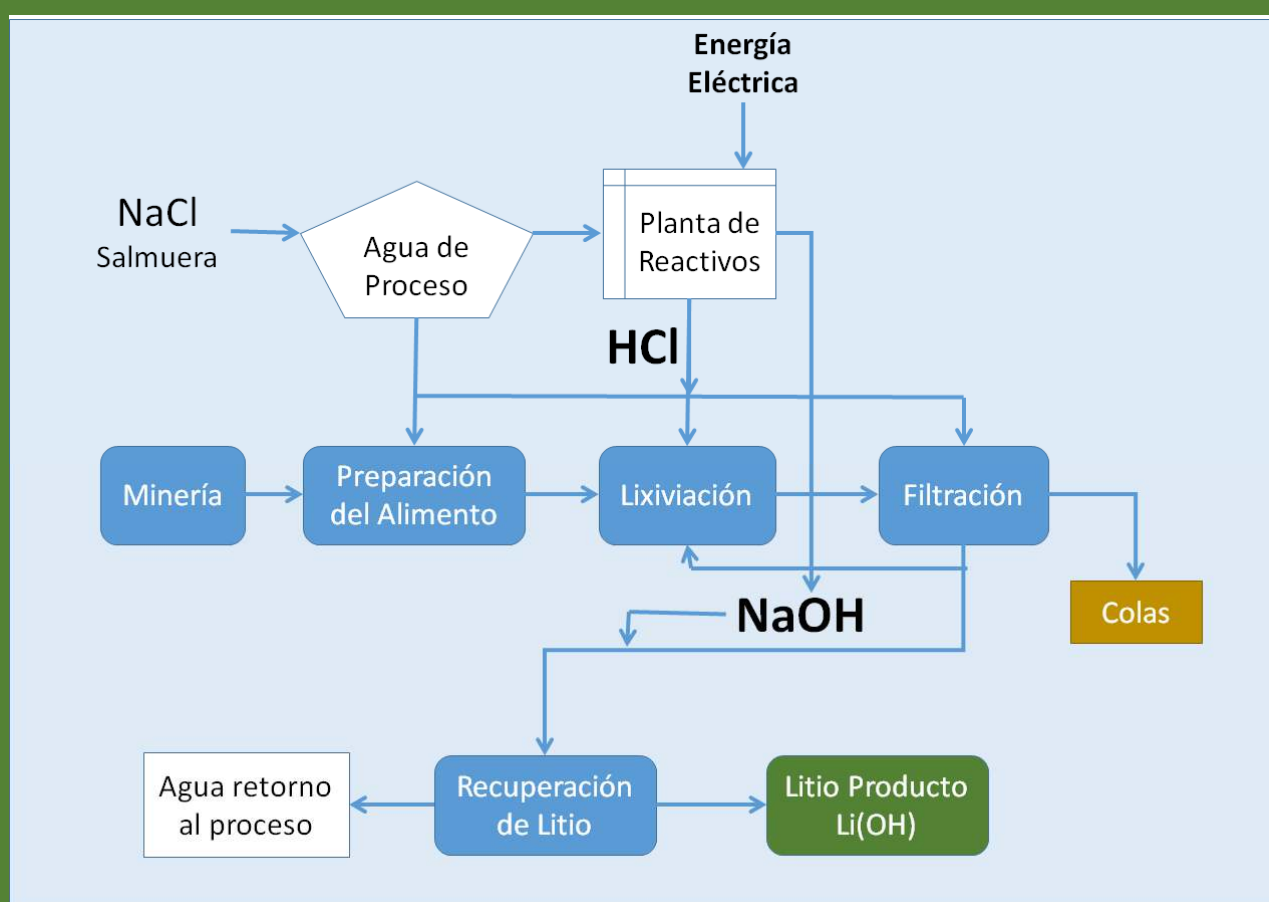 Energía
Eléctrica
NaCl
Salmuera
Agua de
Proceso
Planta de
Reactivos
HCl
Minería
Preparación
del Alimento
Lixiviación
Filtración
NaOH
Colas
Agua retorno
al proceso
Recuperación
de Litio
Litio Producto
Li(OH)